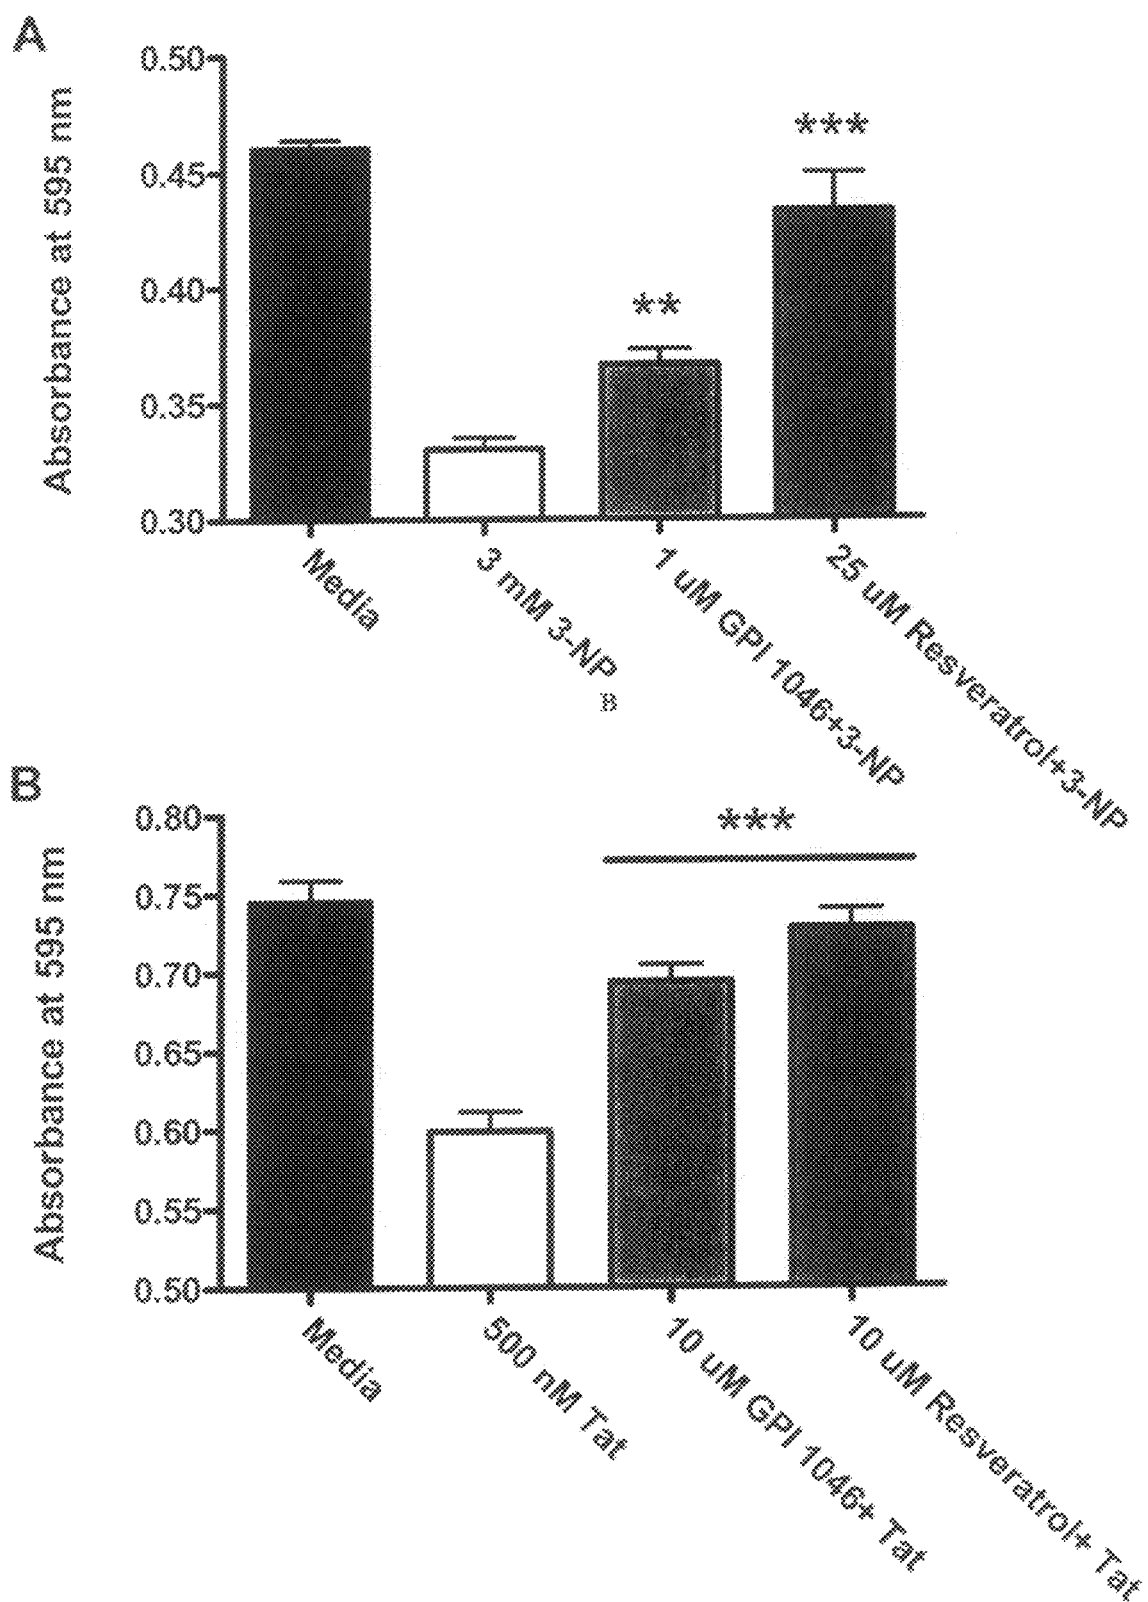 A
Absorbance at 595 nm
0.50
0.45
0.40
0.35
0.30
**
***
Media
3 mM 3-NP
1 uM GPI 1046+3-NP
25 uM Resveratrol+3-NP
B
B
Absorbance at 595 nm
0.80
0.75
0.70
0.65
0.60
0.55
0.50
***
Media
500 nM Tat
10 uM GPI 1046+ Tat
10 uM Resveratrol+ Tat